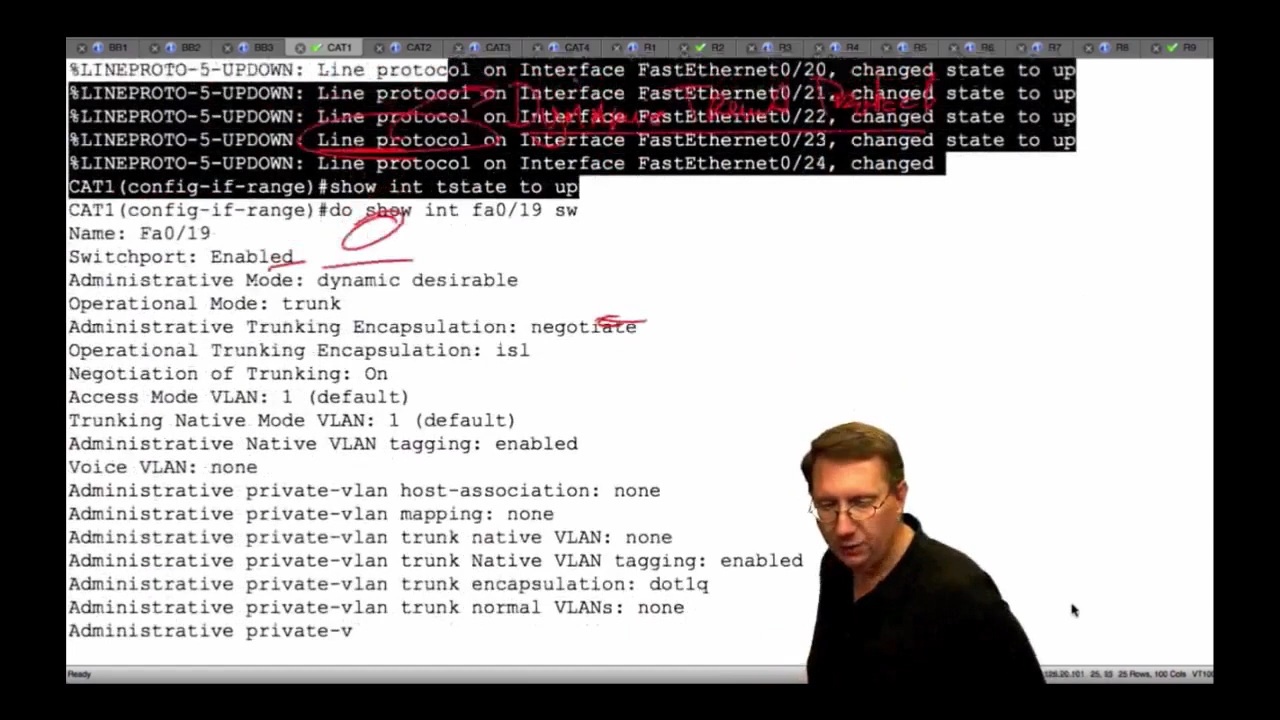 BB1 BB2 BB3 CAT1 CAT2 CAT3 CAT4 R1 R2 R3 R4 R5 R6 R7 R8 R9
%LINEPROTO-5-UPDOWN: Line protocol on Interface FastEthernet0/20, changed state to up
%LINEPROTO-5-UPDOWN: Line protocol on Interface FastEthernet0/21, changed state to up
Dynamic Trunk Protocol
%LINEPROTO-5-UPDOWN: Line protocol on Interface FastEthernet0/22, changed state to up
%LINEPROTO-5-UPDOWN: Line protocol on Interface FastEthernet0/23, changed state to up
%LINEPROTO-5-UPDOWN: Line protocol on Interface FastEthernet0/24, changed
CAT1(config-if-range)#show int tstate to up
CAT1(config-if-range)#do show int fa0/19 sw
Name: Fa0/19
Switchport: Enabled
Administrative Mode: dynamic desirable
Operational Mode: trunk
Administrative Trunking Encapsulation: negotiate
Operational Trunking Encapsulation: isl
Negotiation of Trunking: On
Access Mode VLAN: 1 (default)
Trunking Native Mode VLAN: 1 (default)
Administrative Native VLAN tagging: enabled
Voice VLAN: none
Administrative private-vlan host-association: none
Administrative private-vlan mapping: none
Administrative private-vlan trunk native VLAN: none
Administrative private-vlan trunk Native VLAN tagging: enabled
Administrative private-vlan trunk encapsulation: dot1q
Administrative private-vlan trunk normal VLANs: none
Administrative private-v
Ready 25 Rows, 100 Cols VT100